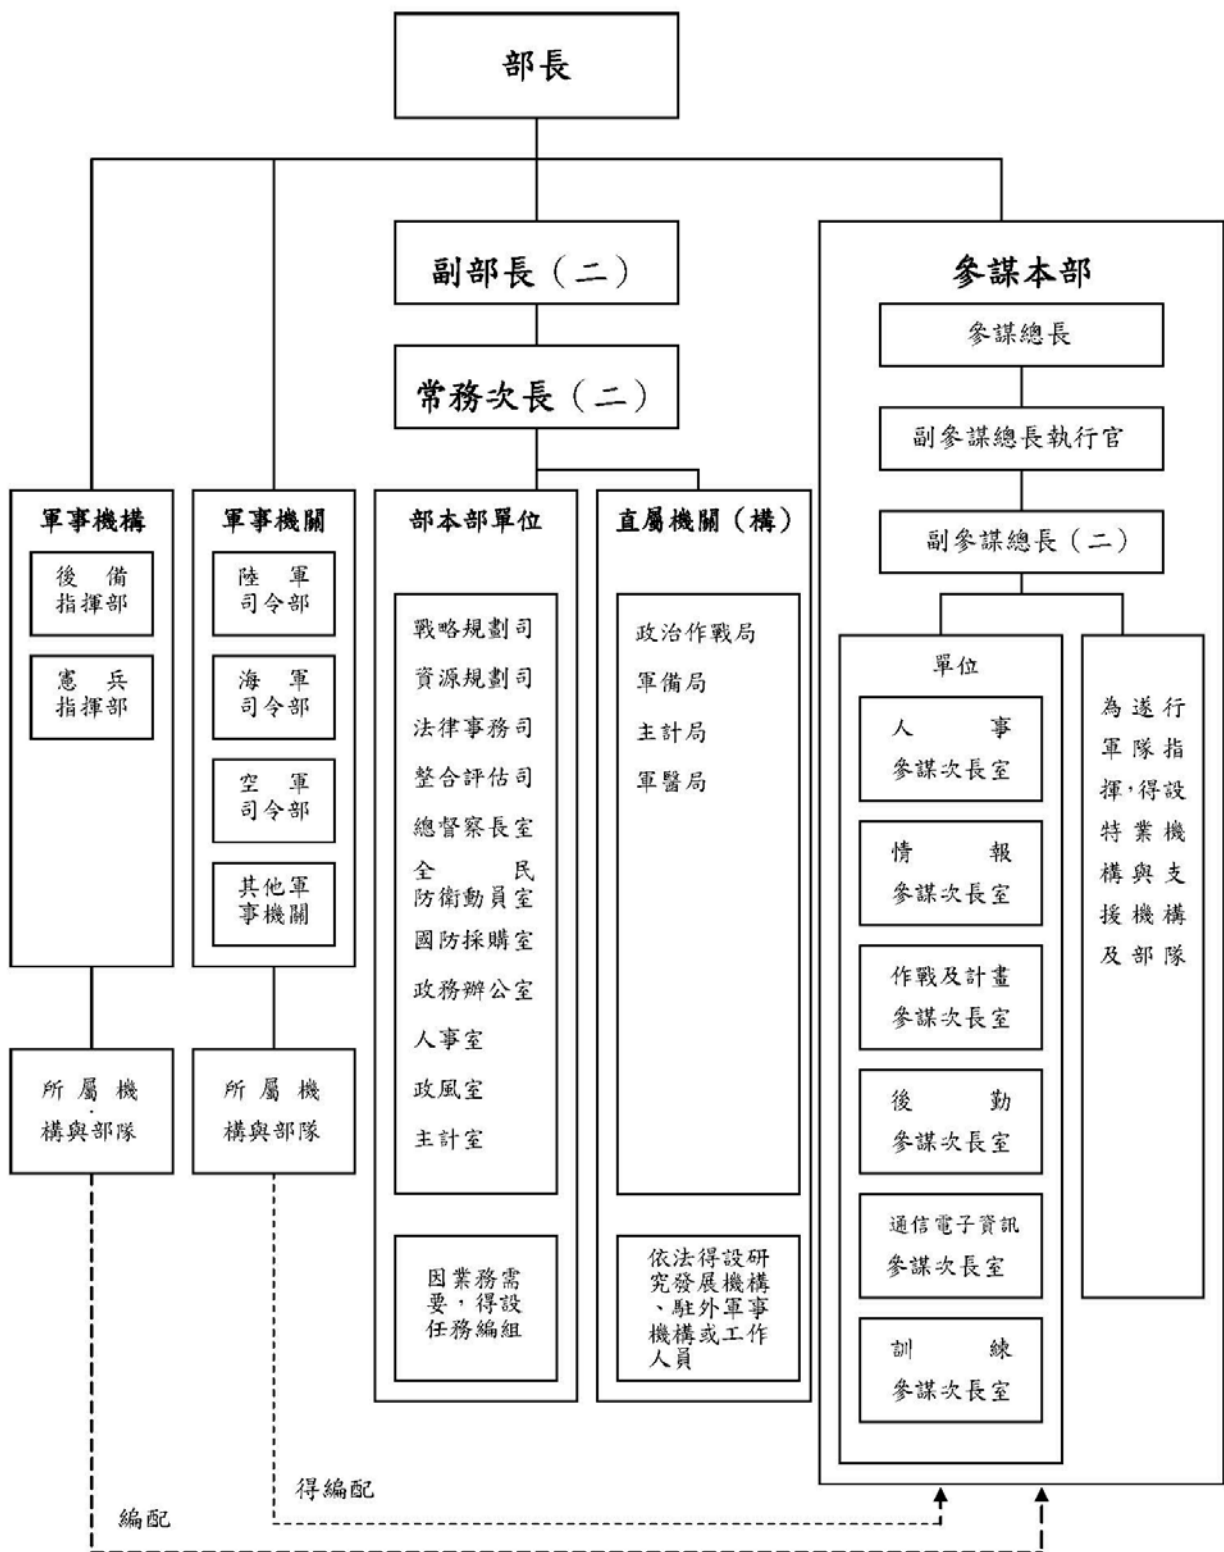 部長
副部長（二）
常務次長（二）
軍事機構
後備
指揮部
憲兵
指揮部
所屬機
構與部隊
軍事機關
陸軍
司令部
海軍
司令部
空軍
司令部
其他軍
事機關
所屬機
構與部隊
部本部單位
戰略規劃司
資源規劃司
法律事務司
整合評估司
總督察長室
全民
防衛動員室
國防採購室
政務辦公室
人事室
政風室
主計室
因業務需
要，得設
任務編組
直屬機關（構）
政治作戰局
軍備局
主計局
軍醫局
依法得設研
究發展機構
、駐外軍事
機構或工作
人員
參謀本部
參謀總長
副參謀總長執行官
副參謀總長（二）
單位
人事
參謀次長室
情報
參謀次長室
作戰及計畫
參謀次長室
後勤
參謀次長室
通信電子資訊
參謀次長室
訓練
參謀次長室
為遂行
軍隊指
揮，得設
特業機
構與支
援機構
及部隊
得編配
編配